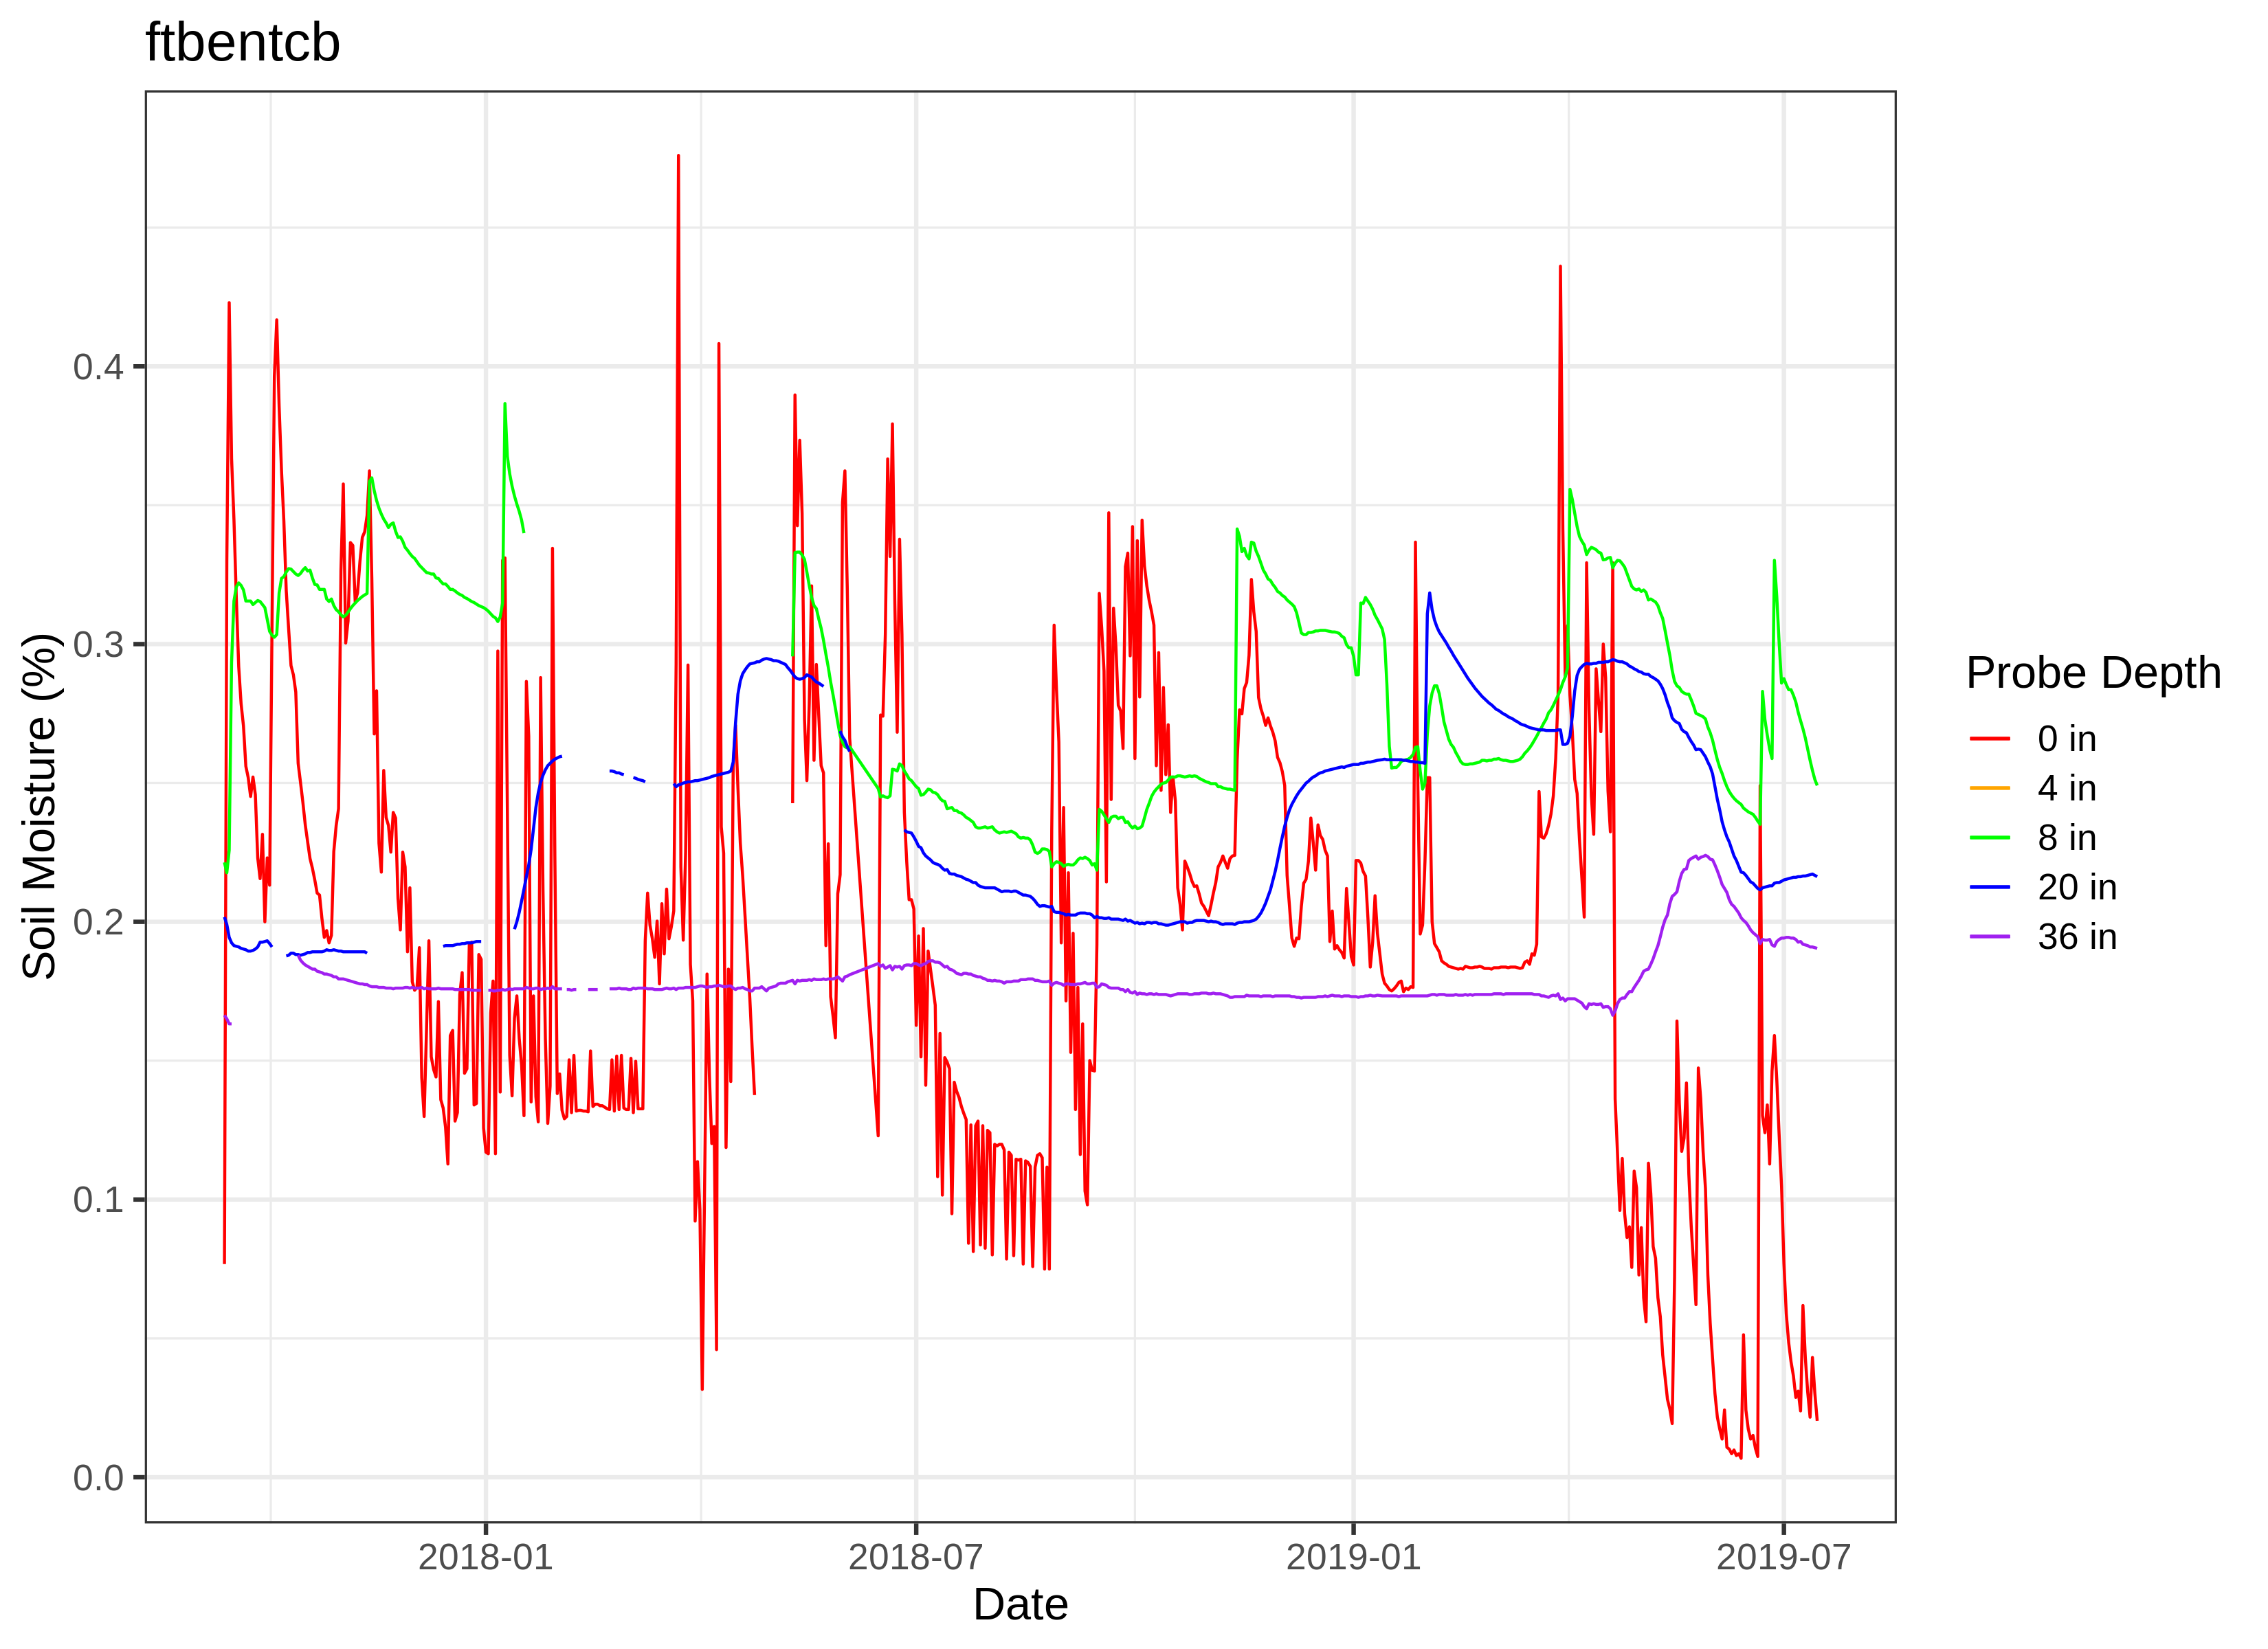 ftbentcb
Soil Moisture (%)
0.4
0.3
0.2
0.1
0.0
2018-01
2018-07
2019-01
2019-07
Date
Probe Depth
0 in
4 in
8 in
20 in
36 in